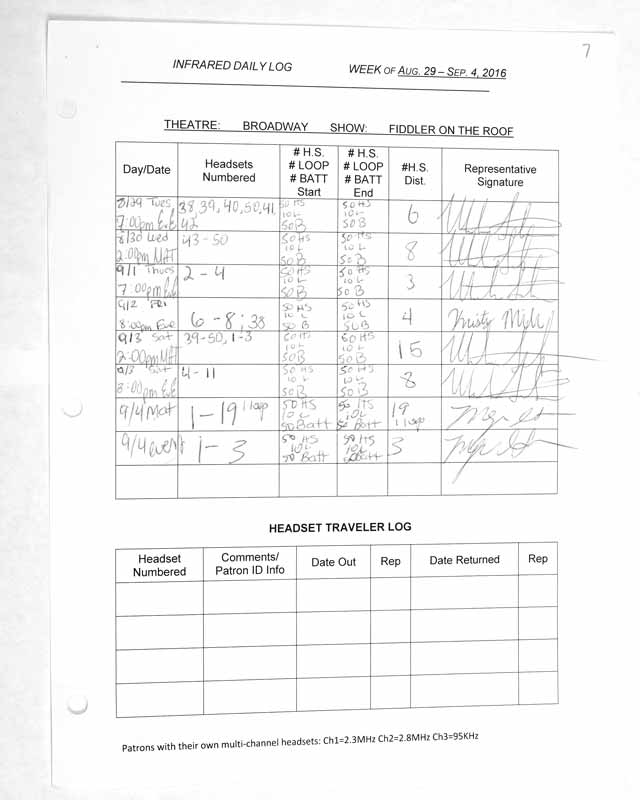 7
INFRARED DAILY LOG WEEK OF AUG. 29 – SEP. 4, 2016
THEATRE: BROADWAY SHOW: FIDDLER ON THE ROOF
Day/Date Headsets Numbered # H.S. # LOOP # BATT Start # H.S. # LOOP # BATT End #H.S. Dist. Representative Signature
8/29 Tues 7:00pm Eve 38, 39, 40, 50, 41, 42 50 HS 10 L 50 B 50 HS 10 L 50 B 6
8/30 Wed 2:00pm MAT 43-50 50 HS 10 L 50 B 50 HS 10 L 50 B 8
9/1 Thurs 7:00pm Eve 2-4 50 HS 10 L 50 B 50 HS 10 L 50 B 3
9/2 FRI 8:00pm Eve 6-8, 38 50 HS 10 L 50 B 50 HS 10 L 50 B 4 Kristy
9/3 Sat 2:00pm MAT 39-50, 1-3 50 HS 10 L 50 B 50 HS 10 L 50 B 15
9/3 Sat 8:00pm Eve 4-11 50 HS 10 L 50 B 50 HS 10 L 50 B 8
9/4 Mat 1-19 1 loop 50 HS 10 L 50 Batt 50 HS 10 L 50 Batt 19 1 loop
9/4 even 1-3 50 HS 10 L 50 Batt 50 HS 10 L 50 Batt 3
HEADSET TRAVELER LOG
Headset Numbered Comments/ Patron ID Info Date Out Rep Date Returned Rep
Patrons with their own multi-channel headsets: Ch1=2.3MHz Ch2=2.8MHz Ch3=95KHz